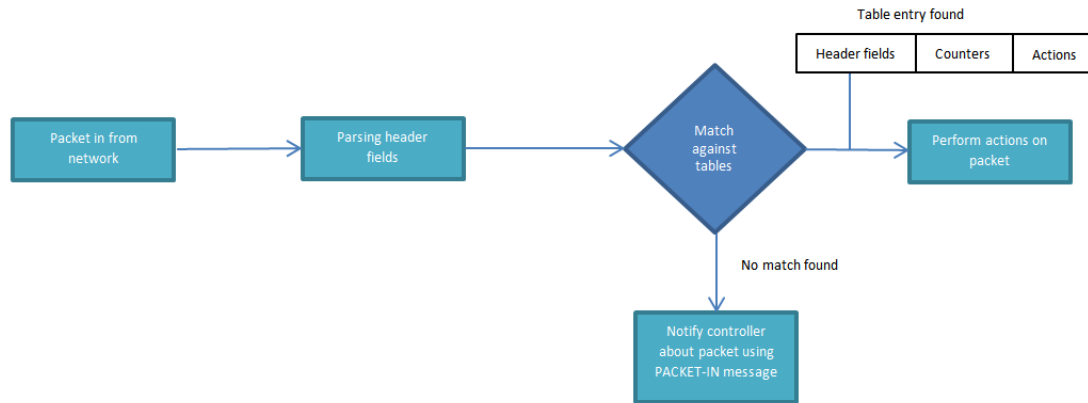 Table entry found
Header fields
Counters
Actions
Packet in from
network
Parsing header
fields
Match
against
tables
Perform actions on
packet
No match found
Notify controller
about packet using
PACKET-IN message